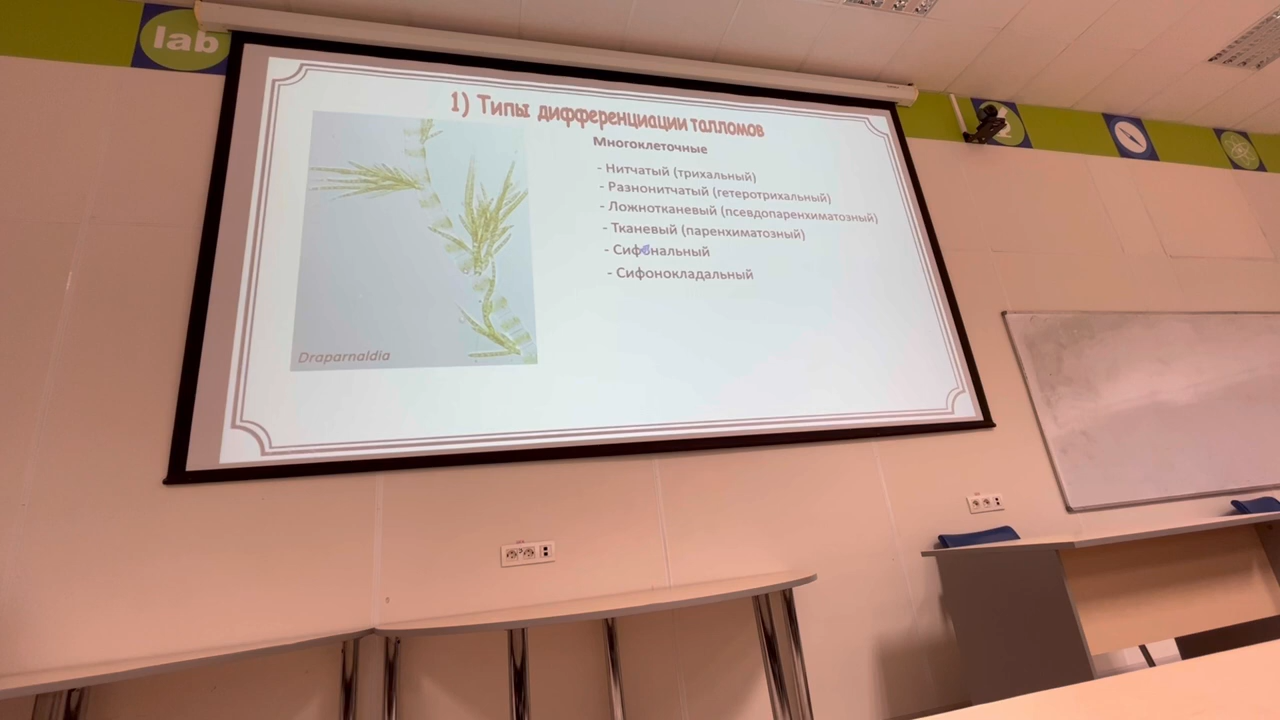 lab
1) Типы дифференциации талломов
Многоклеточные
- Нитчатый (трихальный)
- Разнонитчатый (гетеротрихальный)
- Ложнотканевый (псевдопаренхиматозный)
- Тканевый (паренхиматозный)
- Сифональный
- Сифонокладальный
Draparnaldia